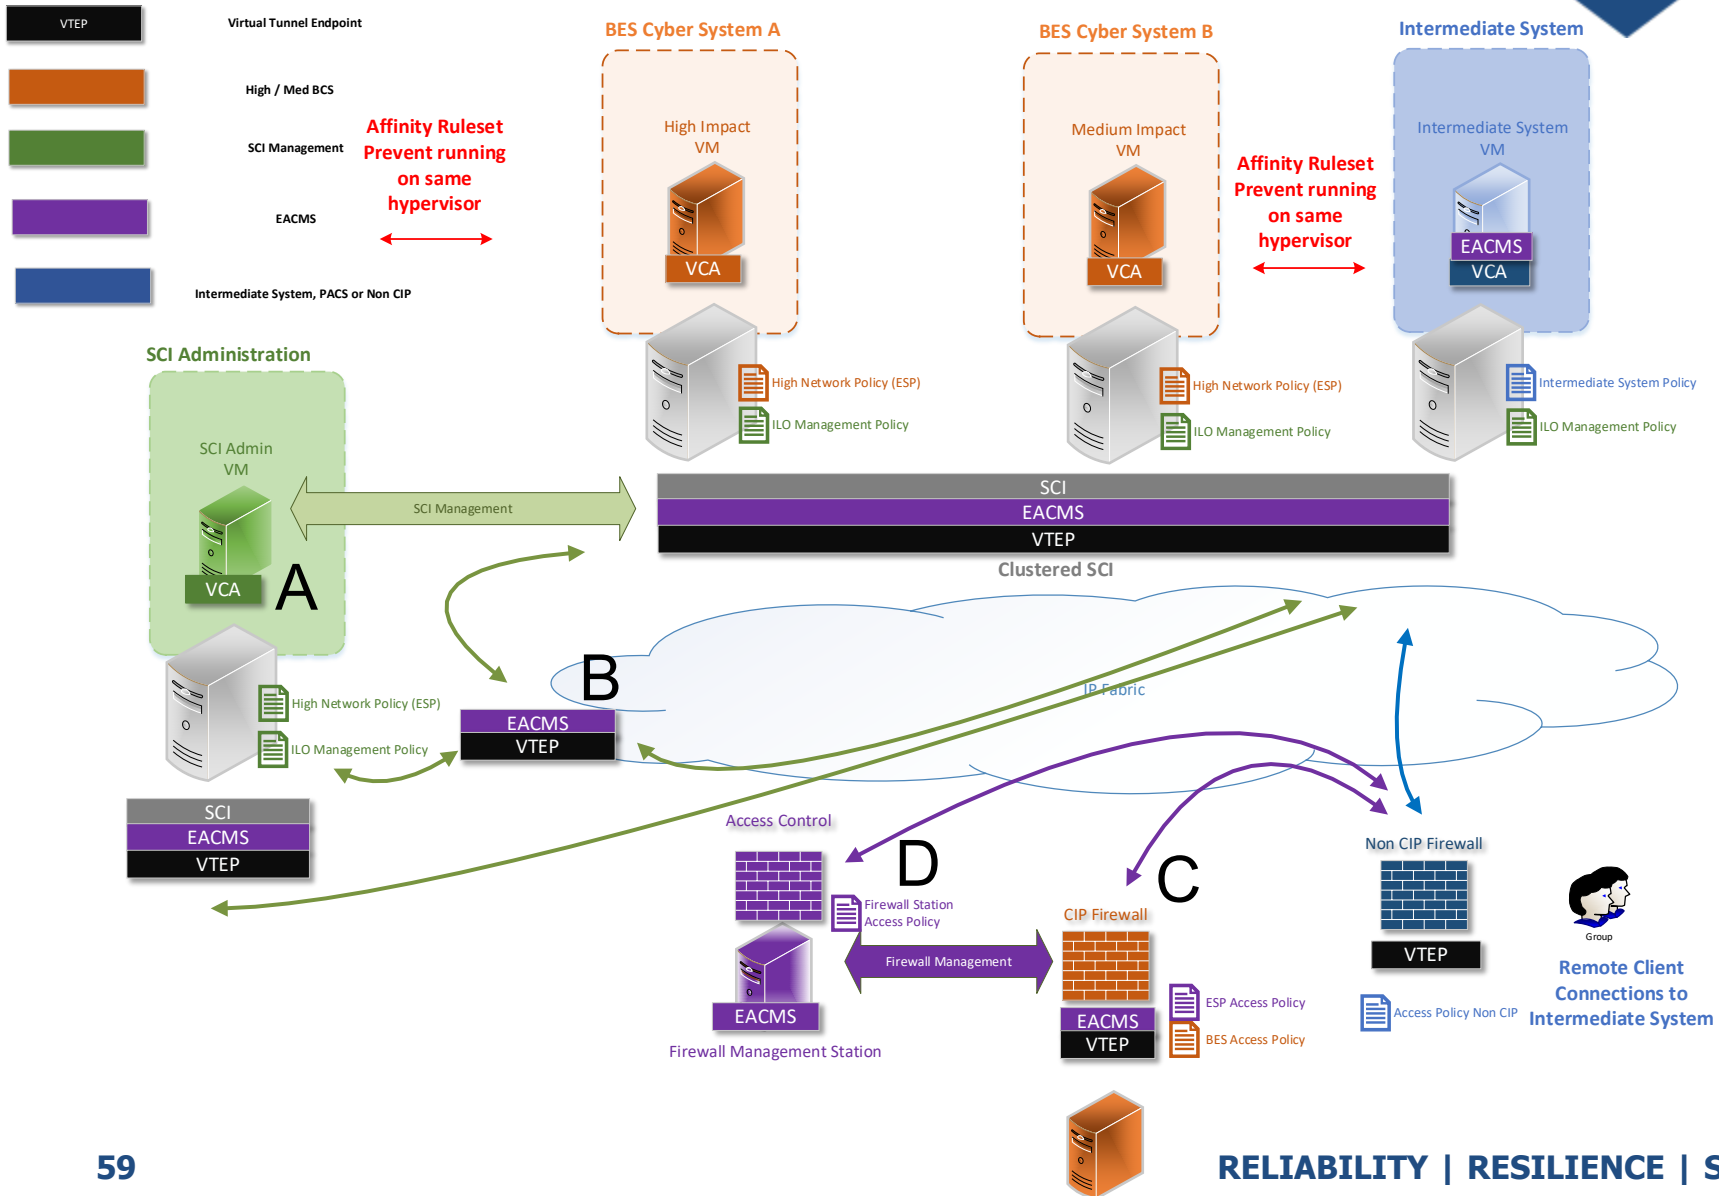 VTEP
Virtual Tunnel Endpoint
High / Med BCS
SCI Management
EACMS
Intermediate System, PACS or Non CIP
Affinity Ruleset
Prevent running
on same
hypervisor
BES Cyber System A
High Impact
VM
VCA
High Network Policy (ESP)
ILO Management Policy
BES Cyber System B
Medium Impact
VM
VCA
High Network Policy (ESP)
ILO Management Policy
Affinity Ruleset
Prevent running
on same
hypervisor
Intermediate System
Intermediate System
VM
EACMS
VCA
Intermediate System Policy
ILO Management Policy
SCI Administration
SCI Admin
VM
VCA
A
High Network Policy (ESP)
ILO Management Policy
SCI
EACMS
VTEP
SCI Management
SCI
EACMS
VTEP
Clustered SCI
B
EACMS
VTEP
IP Fabric
Access Control
D
Firewall Station
Access Policy
EACMS
Firewall Management Station
Firewall Management
C
CIP Firewall
EACMS
VTEP
ESP Access Policy
BES Access Policy
Non CIP Firewall
VTEP
Access Policy Non CIP
Group
Remote Client
Connections to
Intermediate System
59
RELIABILITY | RESILIENCE | S